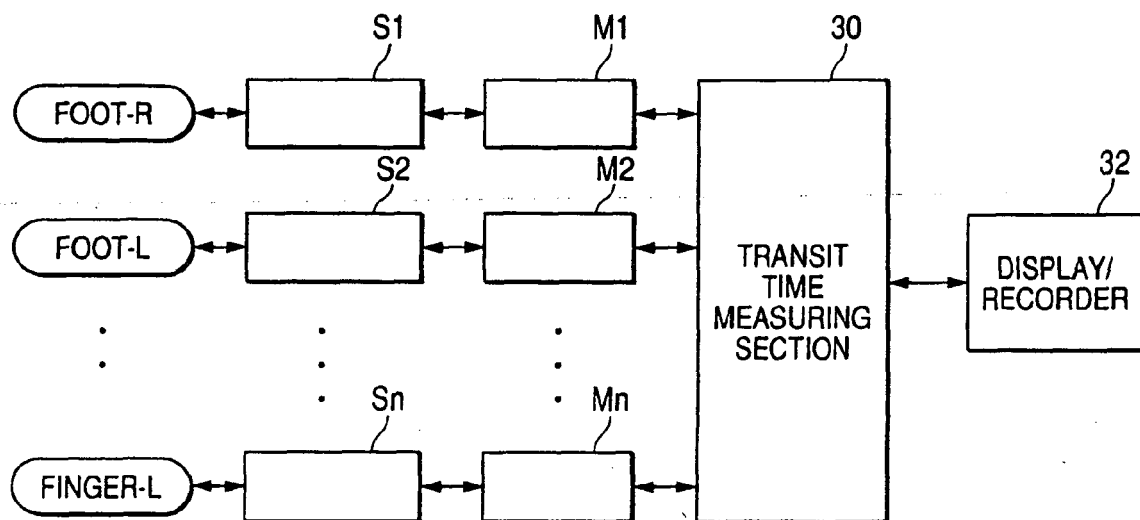 S1
M1
30
FOOT-R
S2
M2
32
FOOT-L
TRANSIT
TIME
MEASURING
SECTION
DISPLAY/
RECORDER
Sn
Mn
FINGER-L